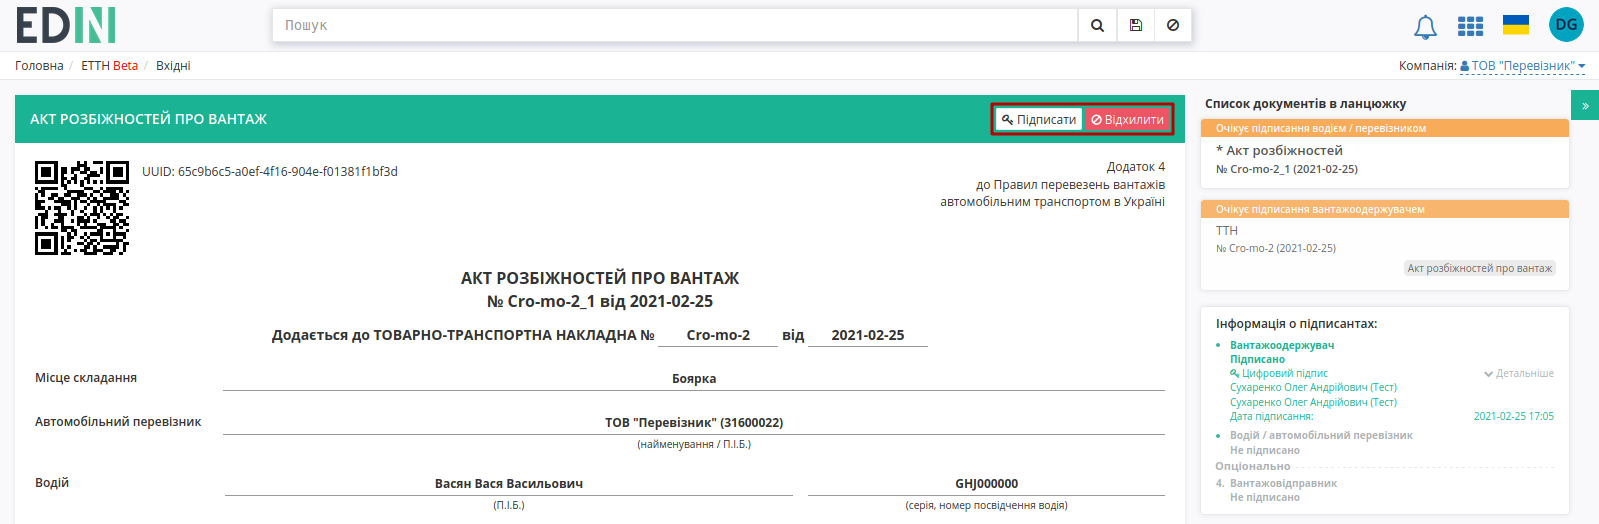 EDIN
Пошук
DG
Головна / ЕТТН Beta / Вхідні
Компанія: ТОВ "Перевізник"
АКТ РОЗБІЖНОСТЕЙ ПРО ВАНТАЖ
Підписати
Відхилити
UUID: 65c9b6c5-a0ef-4f16-904e-f01381f1bf3d
Додаток 4
до Правил перевезень вантажів
автомобільним транспортом в Україні
АКТ РОЗБІЖНОСТЕЙ ПРО ВАНТАЖ
№ Cro-mo-2_1 від 2021-02-25
Додається до ТОВАРНО-ТРАНСПОРТНА НАКЛАДНА № Cro-mo-2 від 2021-02-25
Місце складання Боярка
Автомобільний перевізник ТОВ "Перевізник" (31600022)
(найменування / П.І.Б.)
Водій Васян Вася Васильович GHJ000000
(П.І.Б.) (серія, номер посвідчення водія)
Список документів в ланцюжку
»
Очікує підписання водієм / перевізником
* Акт розбіжностей
№ Cro-mo-2_1 (2021-02-25)
Очікує підписання вантажоодержувачем
ТТН
№ Cro-mo-2 (2021-02-25)
Акт розбіжностей про вантаж
Інформація о підписантах:
Вантажоодержувач
Підписано
Цифровий підпис Детальніше
Сухаренко Олег Андрійович (Тест)
Сухаренко Олег Андрійович (Тест)
Дата підписання: 2021-02-25 17:05
Водій / автомобільний перевізник
Не підписано
Опціонально
4. Вантажовідправник
Не підписано